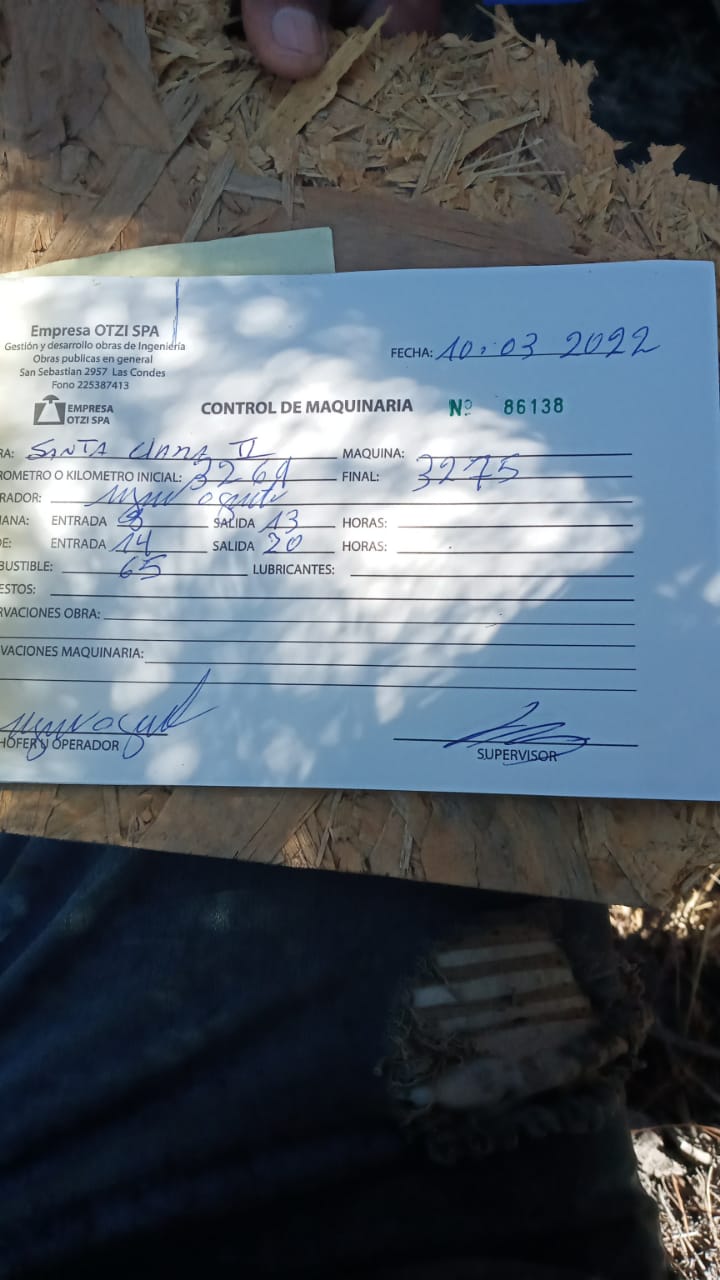 Empresa OTZI SPA
Gestión y desarrollo obras de Ingeniería
Obras publicas en general
San Sebastian 2957 Las Condes
Fono 225387413
FECHA: 10.03 2022
EMPRESA
OTZI SPA
CONTROL DE MAQUINARIA Nº 86138
RA: SANTA CLARA II MAQUINA:
ROMETRO O KILOMETRO INICIAL: 3269 FINAL: 3275
RADOR:
ANA: ENTRADA 8 SALIDA 13 HORAS:
DE: ENTRADA 14 SALIDA 20 HORAS:
BUSTIBLE: 65 LUBRICANTES:
ESTOS:
RVACIONES OBRA:
VACIONES MAQUINARIA:
HOFER U OPERADOR
SUPERVISOR